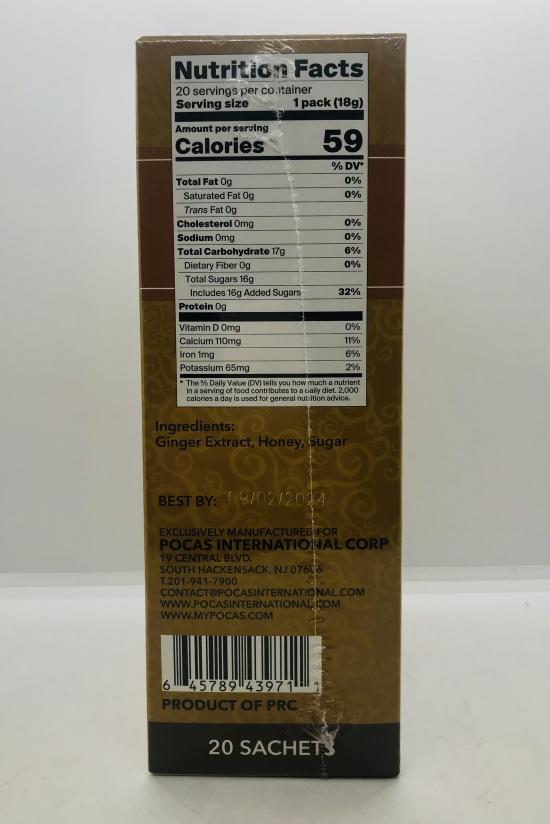 Nutrition Facts
20 servings per container
Serving size 1 pack (18g)
Amount per serving
Calories 59
% DV*
Total Fat 0g 0%
Saturated Fat 0g 0%
Trans Fat 0g
Cholesterol 0mg 0%
Sodium 0mg 0%
Total Carbohydrate 17g 6%
Dietary Fiber 0g 0%
Total Sugars 16g
Includes 16g Added Sugars 32%
Protein 0g
Vitamin D 0mg 0%
Calcium 110mg 11%
Iron 1mg 6%
Potassium 65mg 2%
* The % Daily Value (DV) tells you how much a nutrient
in a serving of food contributes to a daily diet. 2,000
calories a day is used for general nutrition advice.
Ingredients:
Ginger Extract, Honey, Sugar
BEST BY: 09/02/2024
EXCLUSIVELY MANUFACTURED FOR
POCAS INTERNATIONAL CORP
19 CENTRAL BLVD.
SOUTH HACKENSACK, NJ 07606
T.201-941-7900
CONTACT@POCASINTERNATIONAL.COM
WWW.POCASINTERNATIONAL.COM
WWW.MYPOCAS.COM
6 45789 43971
PRODUCT OF PRC
20 SACHETS